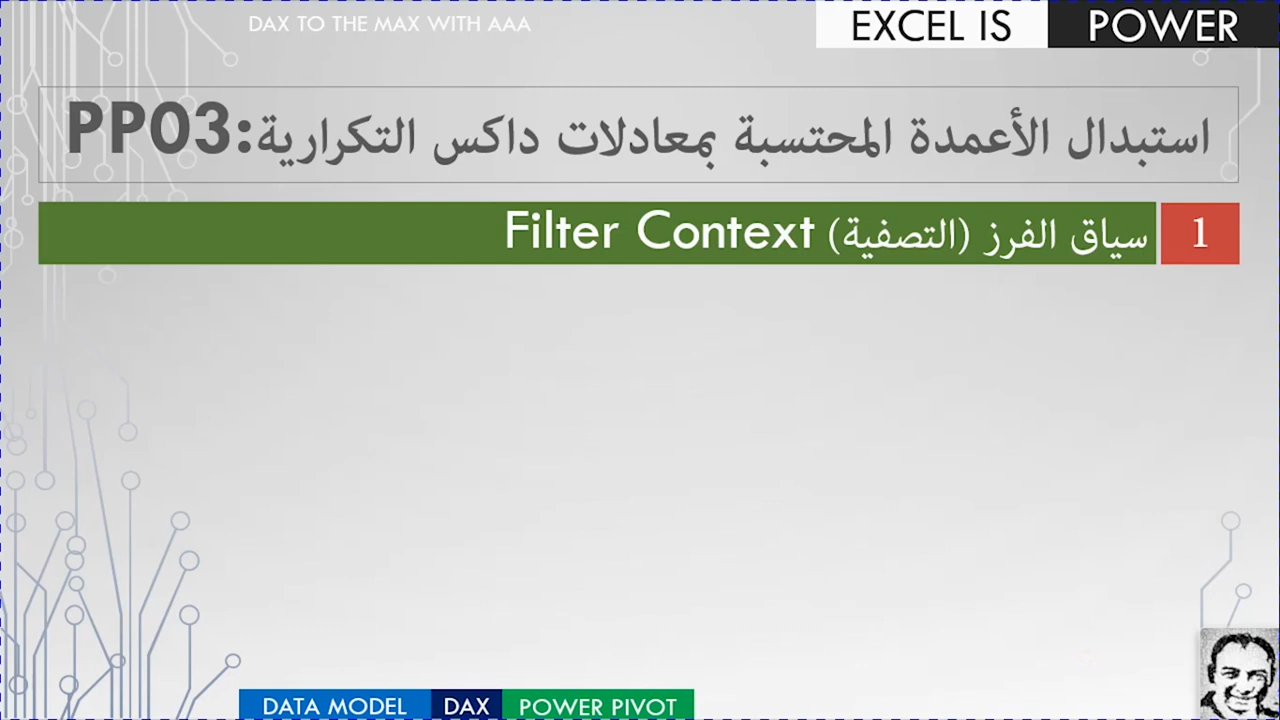 DAX TO THE MAX WITH AAA
EXCEL IS POWER
PP03:استبدال الأعمدة المحتسبة بمعادلات داكس التكرارية
1 سياق الفرز (التصفية) Filter Context
DATA MODEL DAX POWER PIVOT